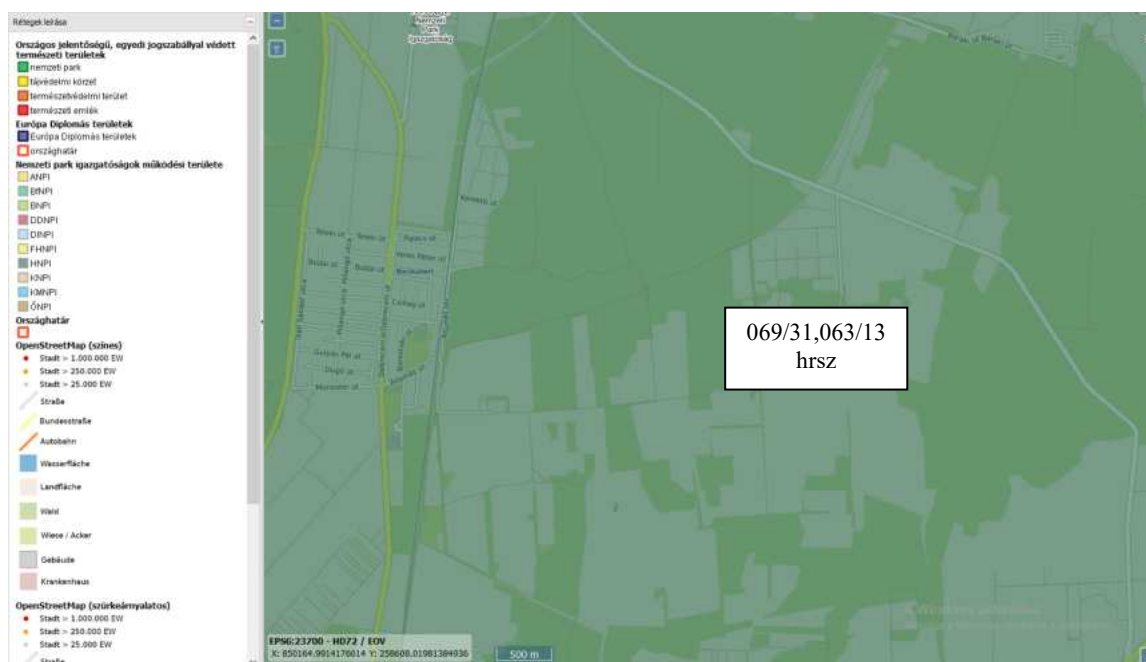 Rétegek leírása
Országos jelentőségű, egyedi jogszabállyal védett
természeti területek
nemzeti park
tájvédelmi körzet
természetvédelmi terület
természeti emlék
Európa Diplomás területek
Európa Diplomás területek
országhatár
Nemzeti park igazgatóságok működési területe
ANPI
BfNPI
BNPI
DDNPI
DINPI
FHNPI
HNPI
KNPI
KMNPI
ŐNPI
Országhatár
OpenStreetMap (színes)
Stadt > 1.000.000 EW
Stadt > 250.000 EW
Stadt > 25.000 EW
Straße
Bundesstraße
Autobahn
Wasserfläche
Landfläche
Wald
Wiese / Acker
Gebäude
Krankenhaus
OpenStreetMap (szürkeárnyalatos)
Stadt > 1.000.000 EW
Stadt > 250.000 EW
Stadt > 25.000 EW
Straße
Nemzeti
Park
069/31,063/13
hrsz
EPSG:23700 - HD72 / EOV
X: 850164.9914176014 Y: 258608.01981384936
500 m